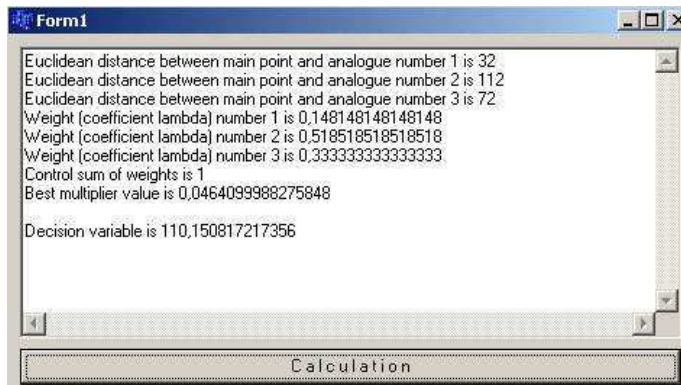 Form1
Euclidean distance between main point and analogue number 1 is 32
Euclidean distance between main point and analogue number 2 is 112
Euclidean distance between main point and analogue number 3 is 72
Weight (coefficient lambda) number 1 is 0,148148148148148
Weight (coefficient lambda) number 2 is 0,518518518518518
Weight (coefficient lambda) number 3 is 0,333333333333333
Control sum of weights is 1
Best multiplier value is 0,0464099988275848
Decision variable is 110,150817217356
Calculation